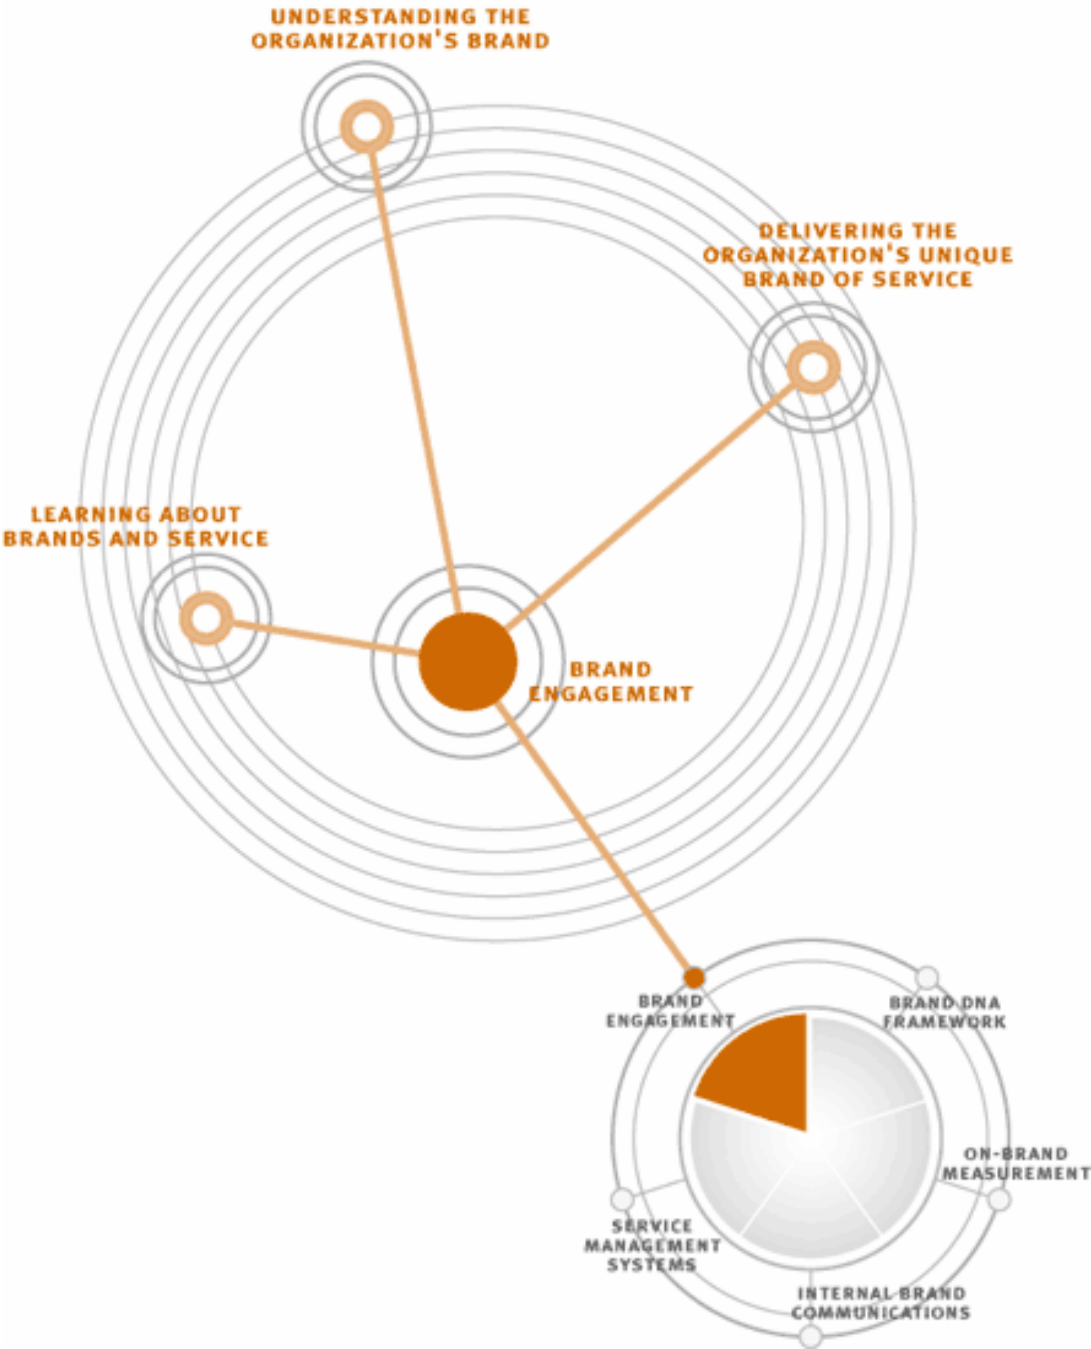 UNDERSTANDING THE
ORGANIZATION'S BRAND
DELIVERING THE
ORGANIZATION'S UNIQUE
BRAND OF SERVICE
LEARNING ABOUT
BRANDS AND SERVICE
BRAND
ENGAGEMENT
BRAND
ENGAGEMENT
BRAND DNA
FRAMEWORK
ON-BRAND
MEASUREMENT
SERVICE
MANAGEMENT
SYSTEMS
INTERNAL BRAND
COMMUNICATIONS